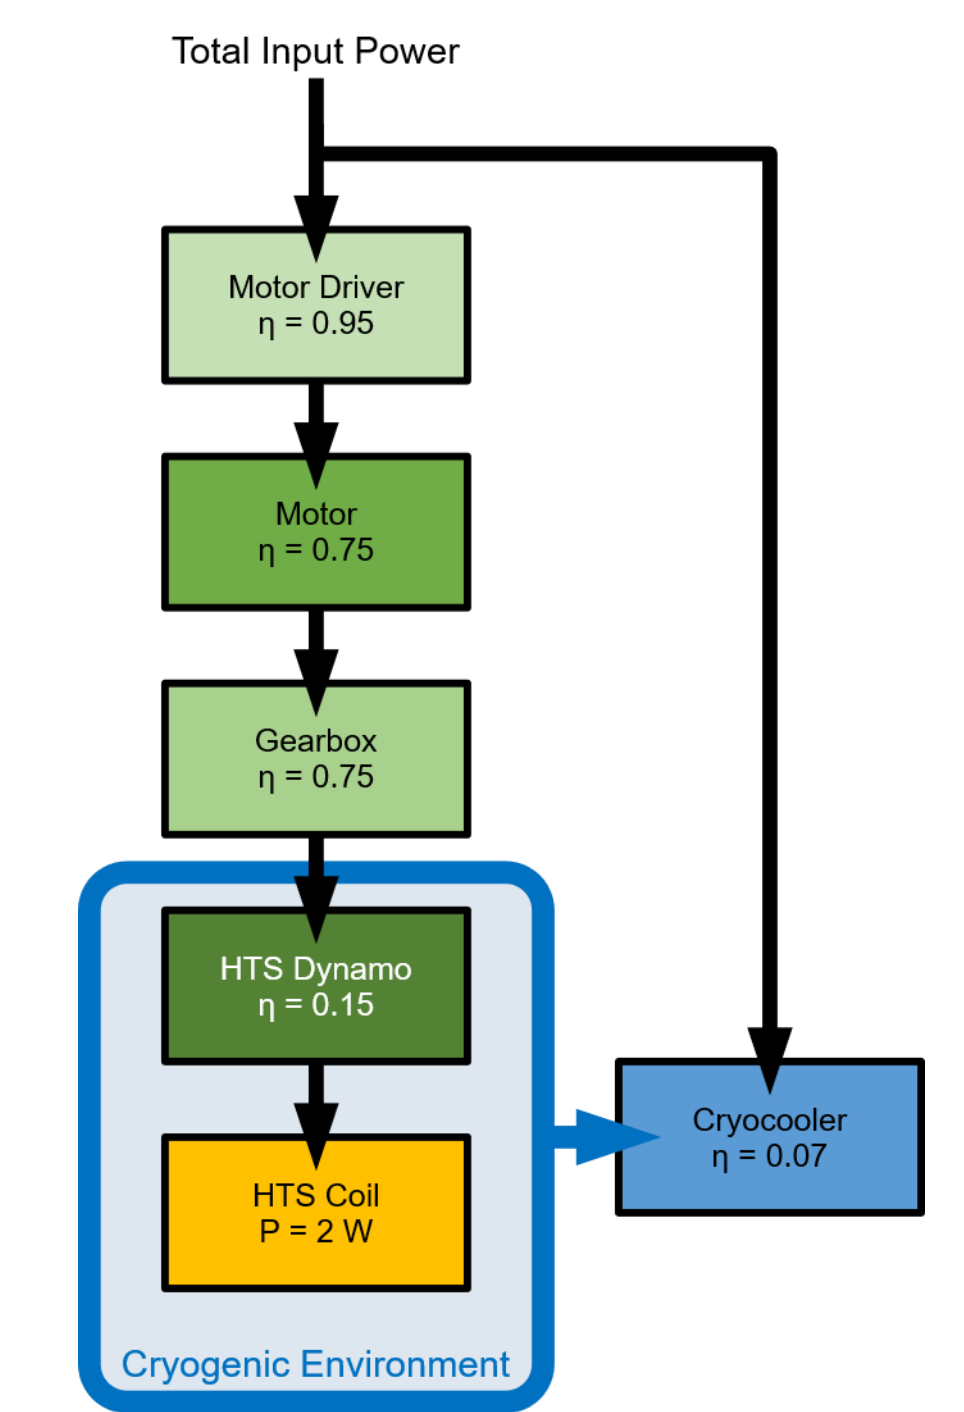 Total Input Power
Motor Driver
η = 0.95
Motor
η = 0.75
Gearbox
η = 0.75
HTS Dynamo
η = 0.15
HTS Coil
P = 2 W
Cryocooler
η = 0.07
Cryogenic Environment